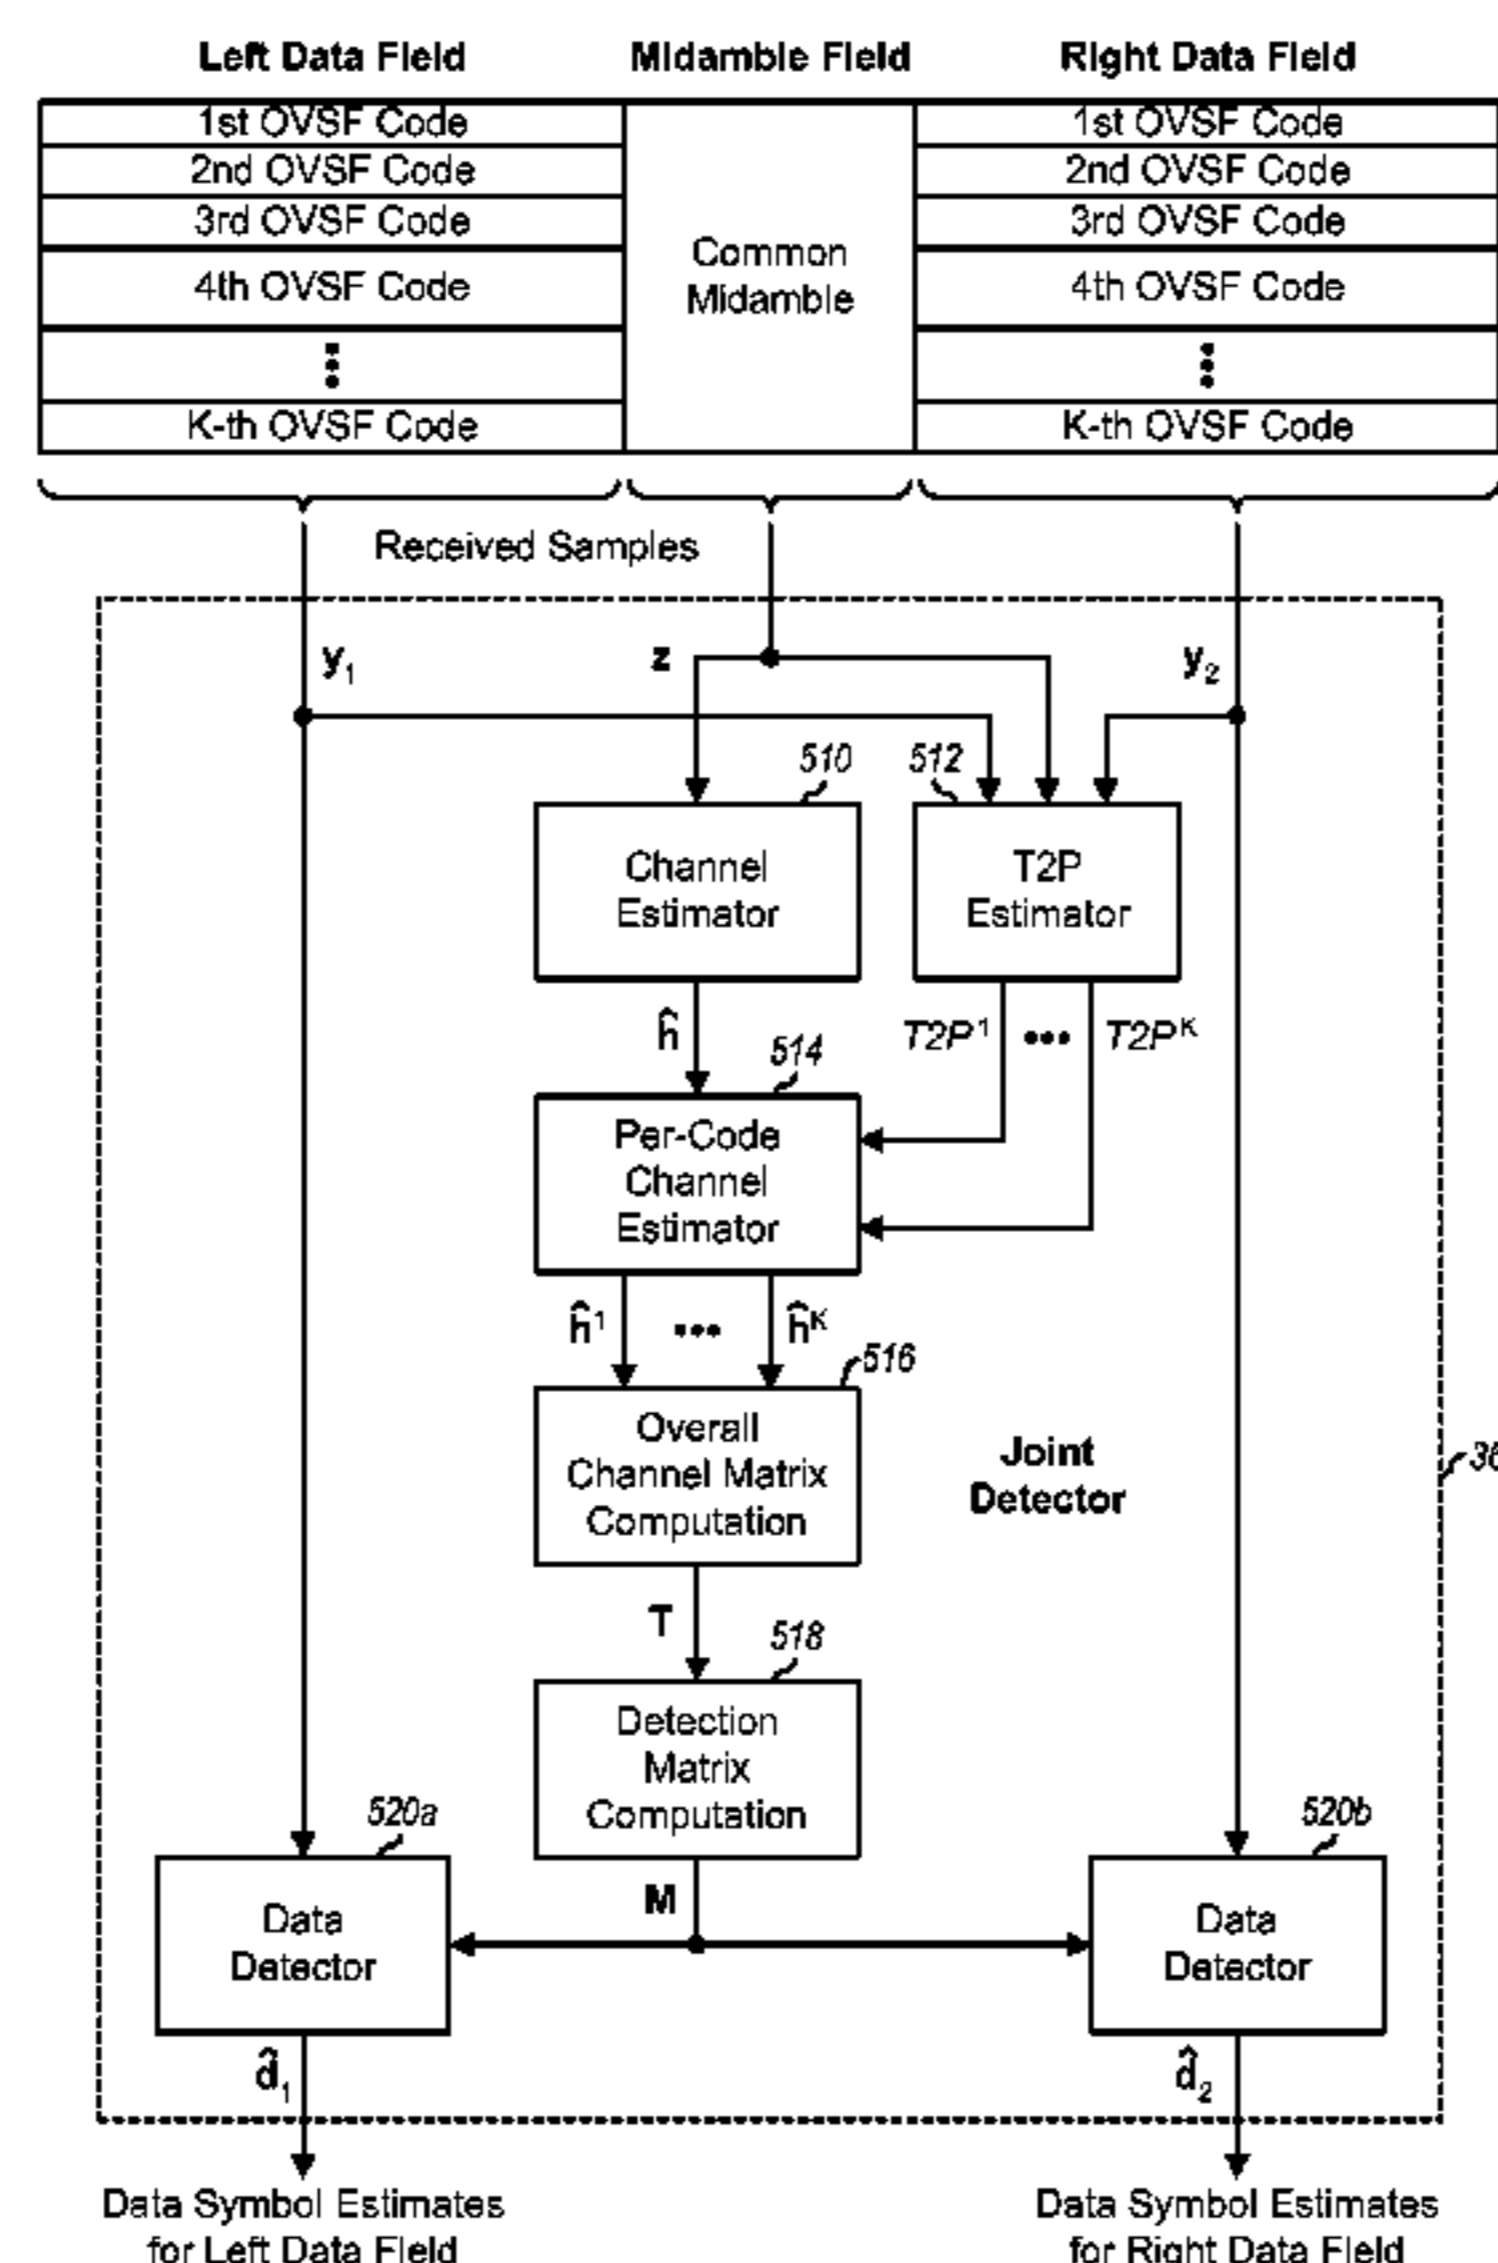 Left Data Field
Midamble Field
Right Data Field
1st OVSF Code
2nd OVSF Code
3rd OVSF Code
4th OVSF Code
⋮
K-th OVSF Code
Common
Midamble
1st OVSF Code
2nd OVSF Code
3rd OVSF Code
4th OVSF Code
⋮
K-th OVSF Code
Received Samples
y₁
z
y₂
510
512
Channel
Estimator
T2P
Estimator
ĥ
T2P¹ ••• T2Pᴷ
514
Per-Code
Channel
Estimator
ĥ¹ ••• ĥᴷ
516
Overall
Channel Matrix
Computation
Joint
Detector
T
518
Detection
Matrix
Computation
520a
520b
M
Data
Detector
Data
Detector
d̂₁
d̂₂
Data Symbol Estimates
for Left Data Field
Data Symbol Estimates
for Right Data Field